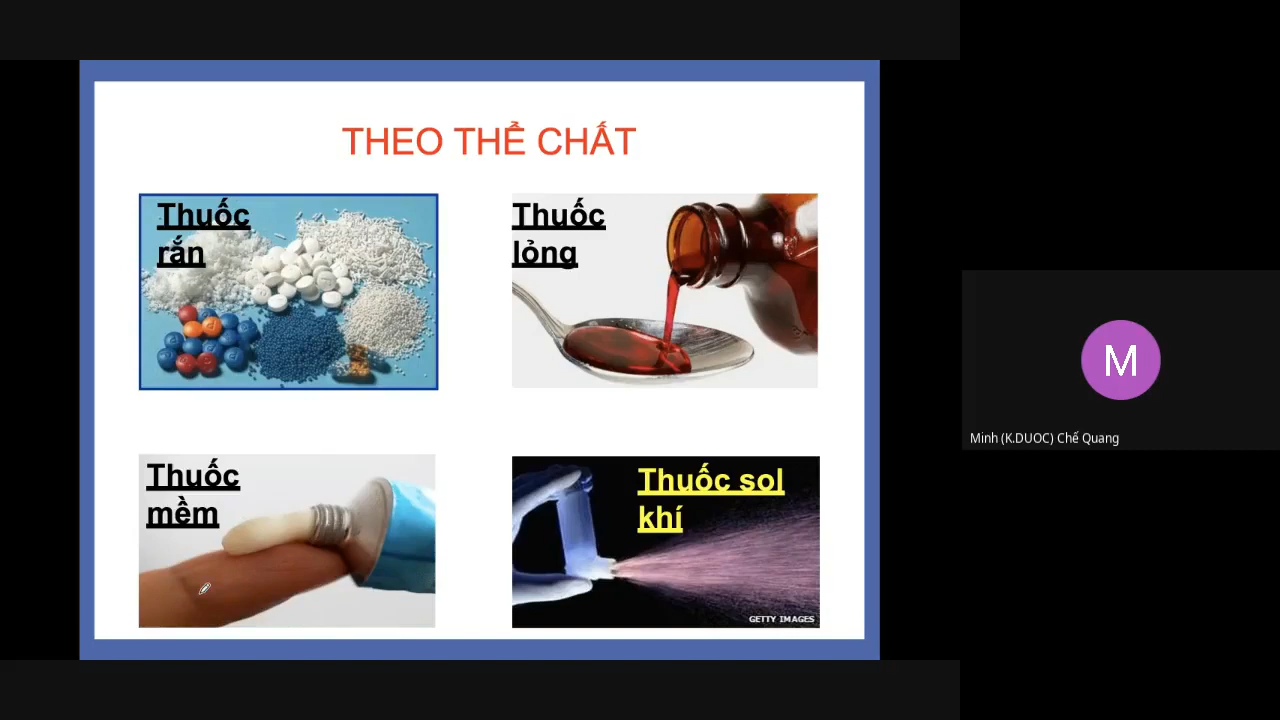 THEO THỂ CHẤT
Thuốc
rắn
Thuốc
lỏng
Thuốc
mềm
Thuốc sol
khí
GETTY IMAGES
M
Minh (K.DUOC) Chế Quang